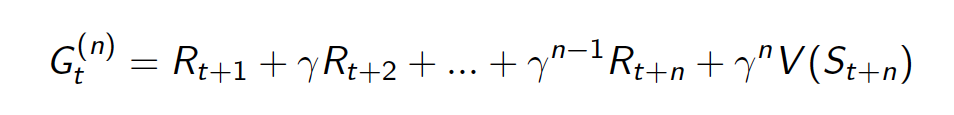 G_t^{(n)} = R_{t+1} + γR_{t+2} + ... + γ^{n−1}R_{t+n} + γ^n V(S_{t+n})